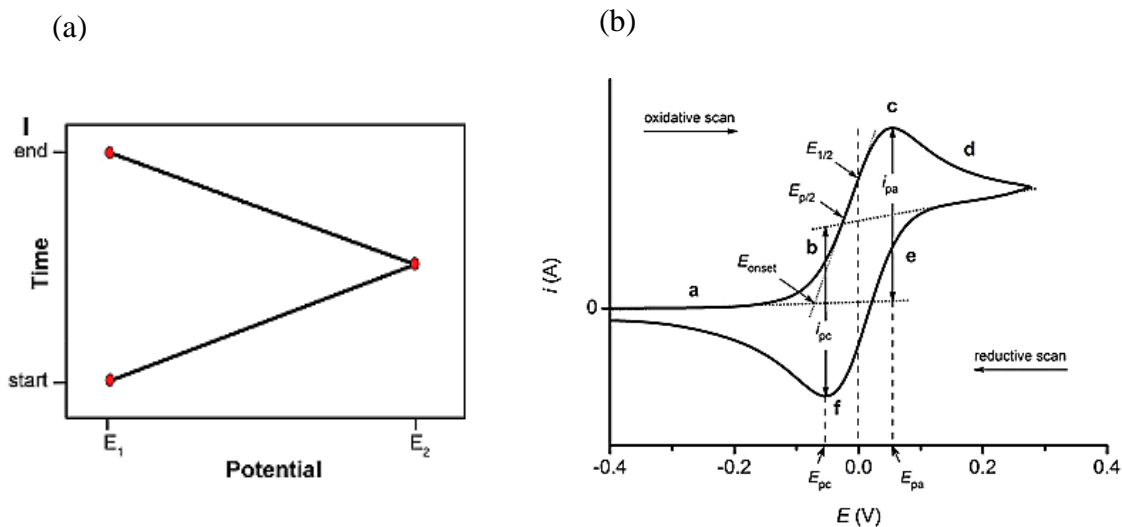 (a)
I
end
Time
start
E1
E2
Potential
(b)
oxidative scan
c
d
E1/2
Ep/2
ipa
b
e
Eonset
a
i (A)
0
ipc
reductive scan
f
-0.4
-0.2
0.0
0.2
0.4
Epc
Epa
E (V)